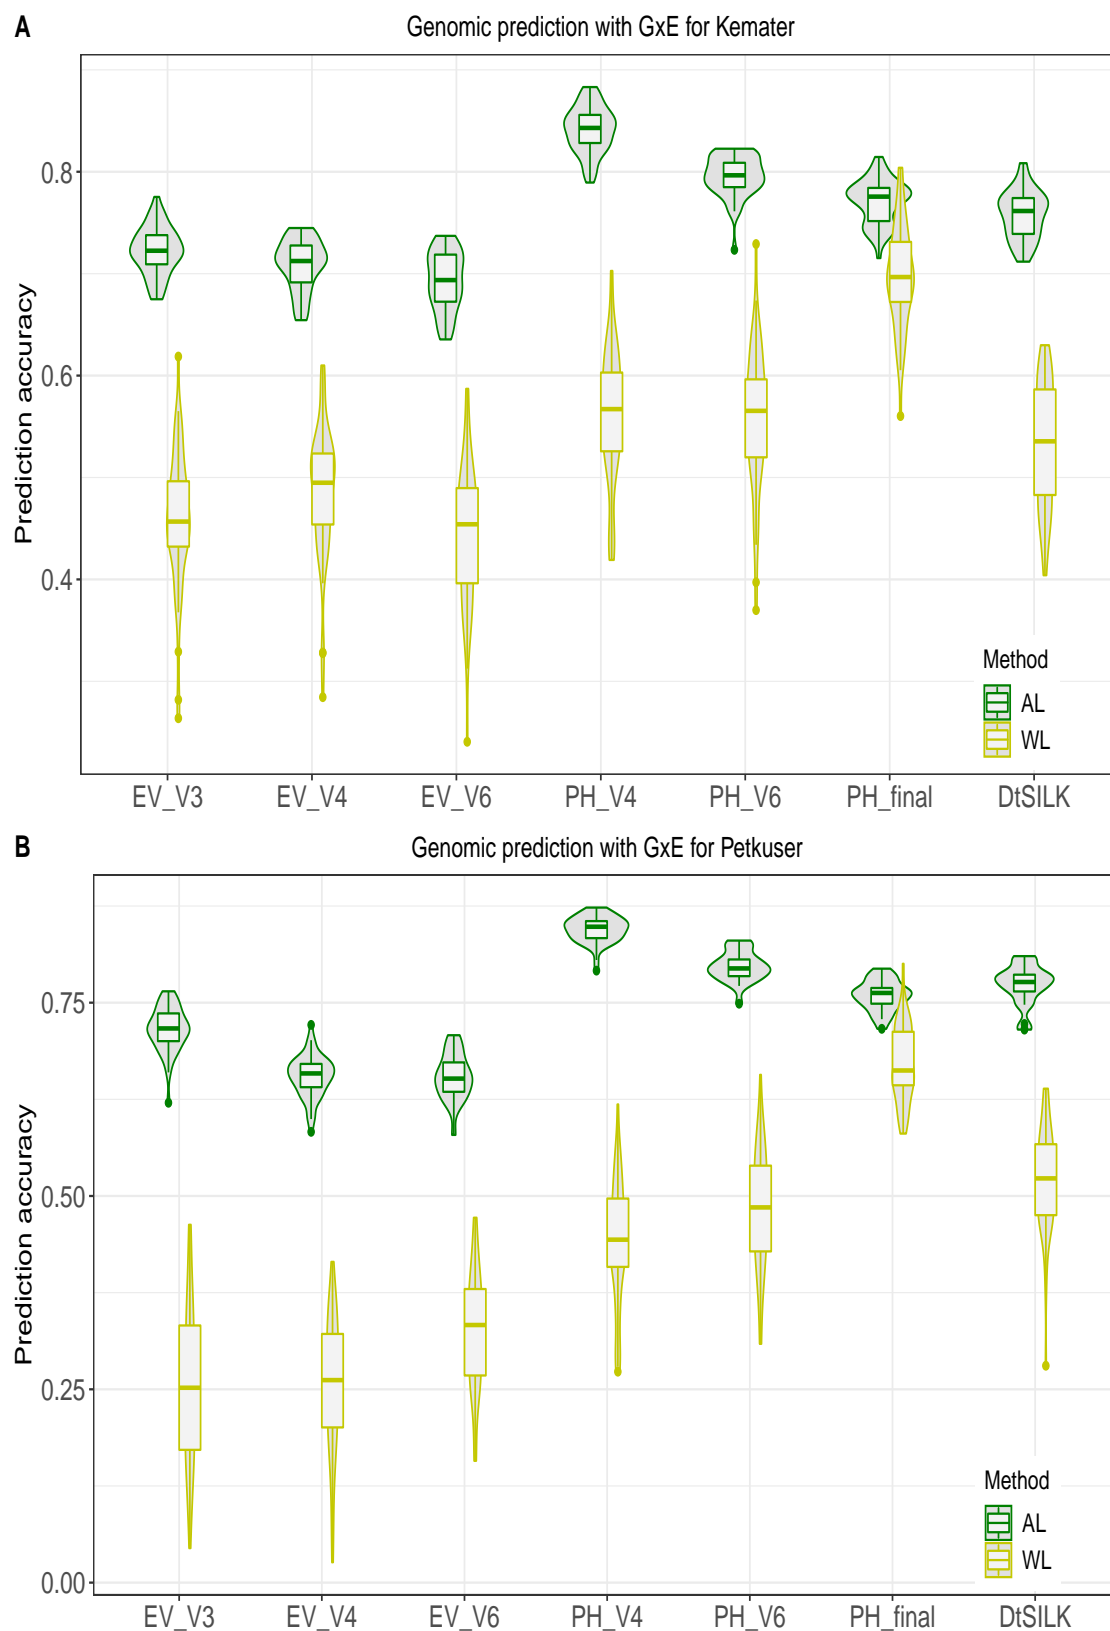 A
Genomic prediction with GxE for Kemater
Prediction accuracy
0.8
0.6
0.4
Method
AL
WL
EV_V3 EV_V4 EV_V6 PH_V4 PH_V6 PH_final DtSILK
B
Genomic prediction with GxE for Petkuser
Prediction accuracy
0.75
0.50
0.25
0.00
Method
AL
WL
EV_V3 EV_V4 EV_V6 PH_V4 PH_V6 PH_final DtSILK